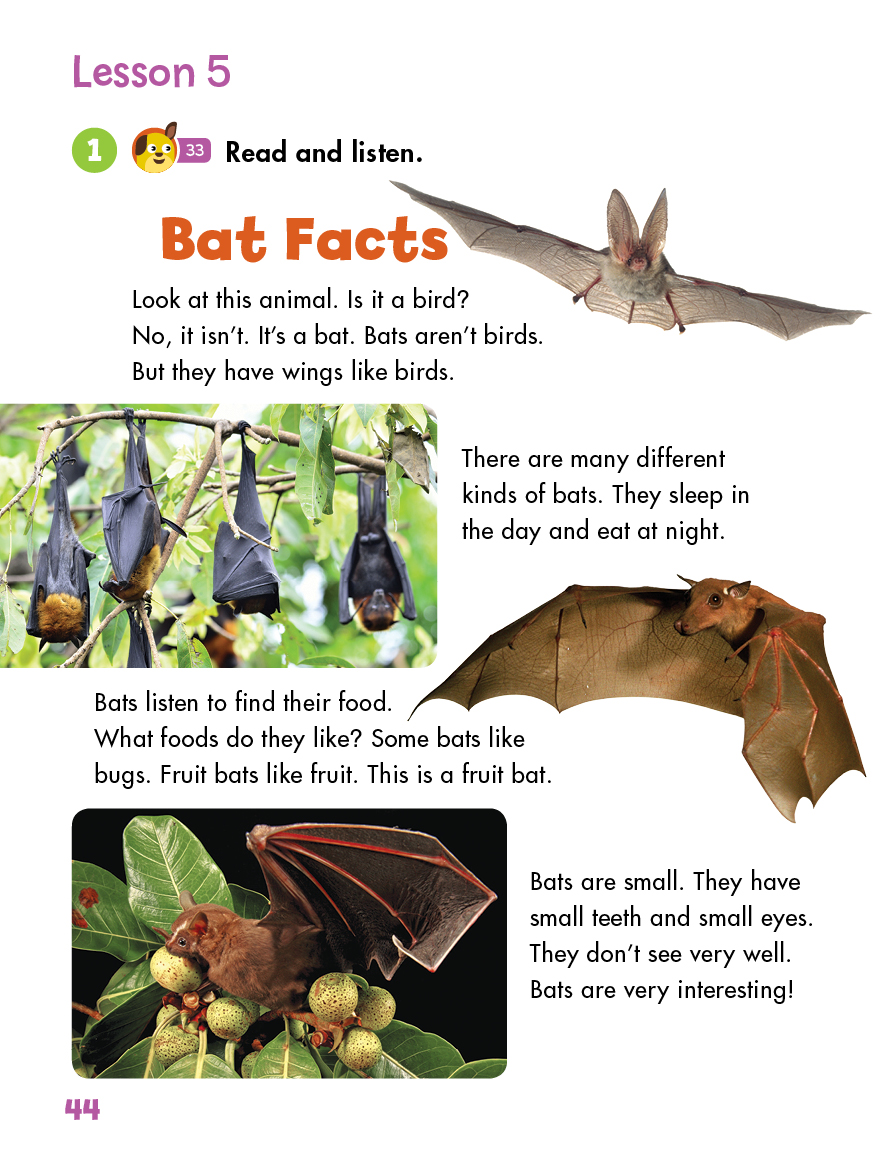 Lesson 5
1 33 Read and listen.
Bat Facts
Look at this animal. Is it a bird?
No, it isn’t. It’s a bat. Bats aren’t birds.
But they have wings like birds.
There are many different
kinds of bats. They sleep in
the day and eat at night.
Bats listen to find their food.
What foods do they like? Some bats like
bugs. Fruit bats like fruit. This is a fruit bat.
Bats are small. They have
small teeth and small eyes.
They don’t see very well.
Bats are very interesting!
44